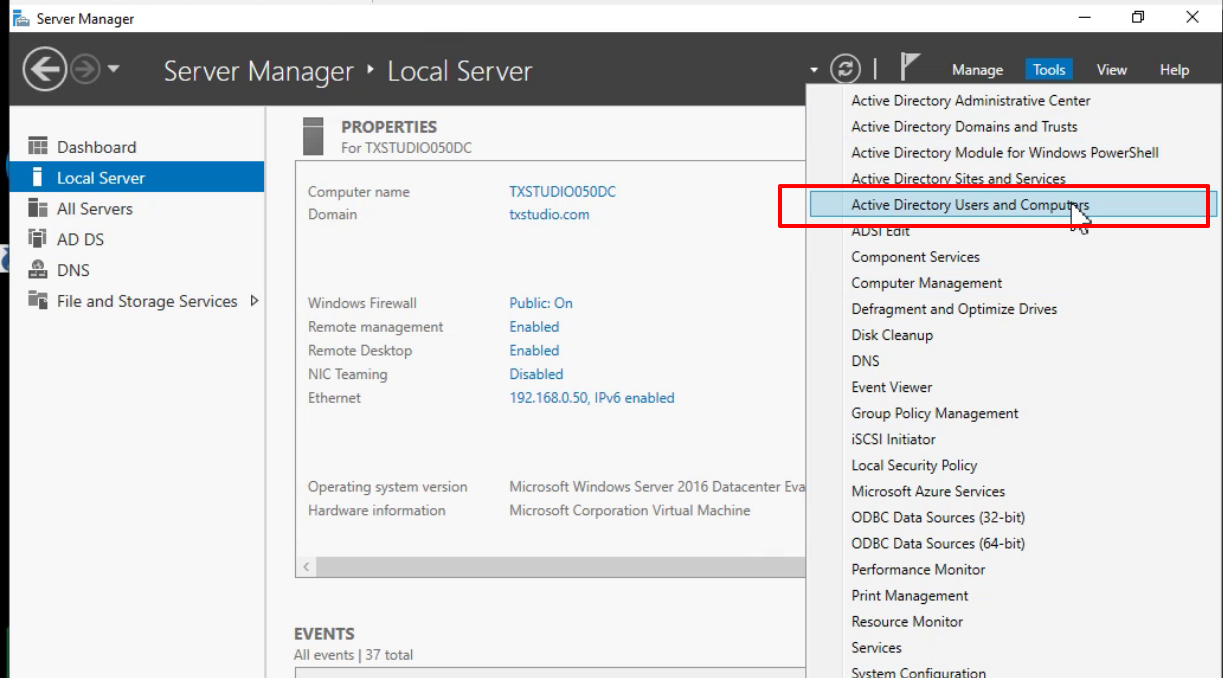 Server Manager
Server Manager ‣ Local Server
Manage Tools View Help
Dashboard
Local Server
All Servers
AD DS
DNS
File and Storage Services
PROPERTIES
For TXSTUDIO050DC
Computer name TXSTUDIO050DC
Domain txstudio.com
Windows Firewall Public: On
Remote management Enabled
Remote Desktop Enabled
NIC Teaming Disabled
Ethernet 192.168.0.50, IPv6 enabled
Operating system version Microsoft Windows Server 2016 Datacenter Eva
Hardware information Microsoft Corporation Virtual Machine
EVENTS
All events | 37 total
Active Directory Administrative Center
Active Directory Domains and Trusts
Active Directory Module for Windows PowerShell
Active Directory Sites and Services
Active Directory Users and Computers
ADSI Edit
Component Services
Computer Management
Defragment and Optimize Drives
Disk Cleanup
DNS
Event Viewer
Group Policy Management
iSCSI Initiator
Local Security Policy
Microsoft Azure Services
ODBC Data Sources (32-bit)
ODBC Data Sources (64-bit)
Performance Monitor
Print Management
Resource Monitor
Services
System Configuration